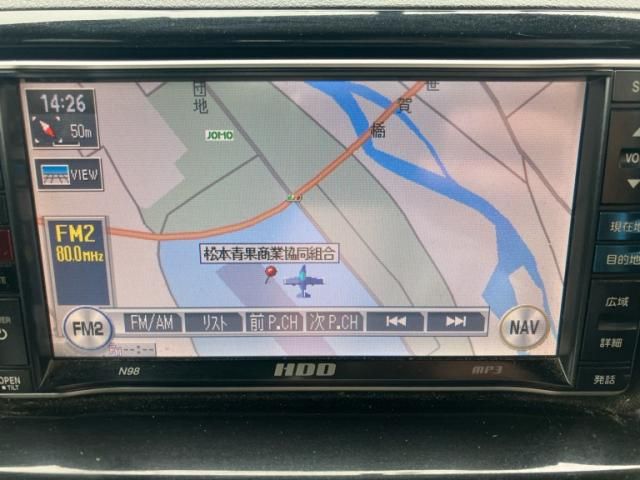 団地
世
賀
橋
14:26
JOMO
50m
VIEW
FM2
80.0MHz
松本青果商業協同組合
現在地
目的地
FM2
FM/AM
リスト
前P.CH
次P.CH
NAV
広域
詳細
--:--
N98
HDD
MP3
発話
OPEN
TILT
VO